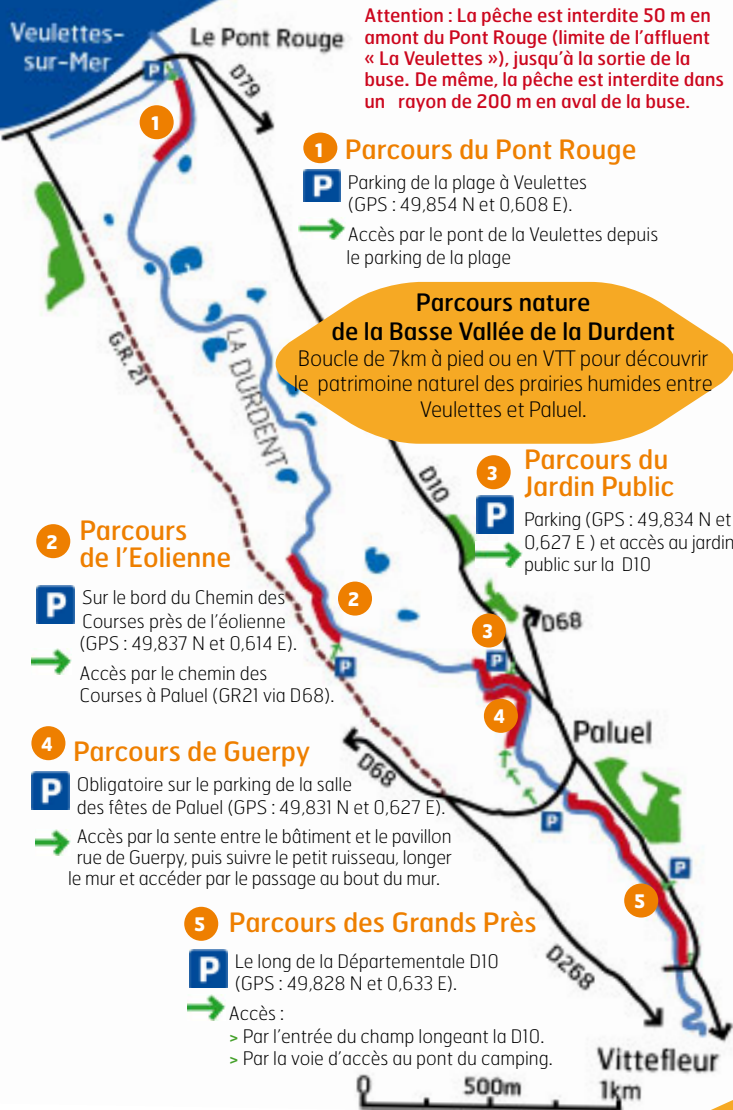 Veulettes-
sur-Mer
Le Pont Rouge
Attention : La pêche est interdite 50 m en
amont du Pont Rouge (limite de l'affluent
« La Veulettes »), jusqu'à la sortie de la
buse. De même, la pêche est interdite dans
un rayon de 200 m en aval de la buse.
P
D79
1
1 Parcours du Pont Rouge
P Parking de la plage à Veulettes
(GPS : 49,854 N et 0,608 E).
Accès par le pont de la Veulettes depuis
le parking de la plage
Parcours nature
de la Basse Vallée de la Durdent
Boucle de 7km à pied ou en VTT pour découvrir
le patrimoine naturel des prairies humides entre
Veulettes et Paluel.
G.R. 21
LA DURDENT
D10
3 Parcours du
Jardin Public
P Parking (GPS : 49,834 N et
0,627 E ) et accès au jardin
public sur la D10
2 Parcours
de l'Eolienne
P Sur le bord du Chemin des
Courses près de l'éolienne
(GPS : 49,837 N et 0,614 E).
Accès par le chemin des
Courses à Paluel (GR21 via D68).
2
P
3
D68
P
4
Paluel
D68
P
4 Parcours de Guerpy
P Obligatoire sur le parking de la salle
des fêtes de Paluel (GPS : 49,831 N et 0,627 E).
Accès par la sente entre le bâtiment et le pavillon
rue de Guerpy, puis suivre le petit ruisseau, longer
le mur et accéder par le passage au bout du mur.
P
5
5 Parcours des Grands Près
P Le long de la Départementale D10
(GPS : 49,828 N et 0,633 E).
Accès :
> Par l'entrée du champ longeant la D10.
> Par la voie d'accès au pont du camping.
D268
Vittefleur
0 500m 1km